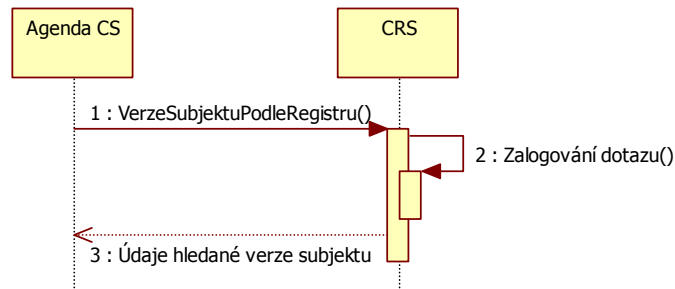 Agenda CS
CRS
1 : VerzeSubjektuPodleRegistru()
2 : Zalogování dotazu()
3 : Údaje hledané verze subjektu